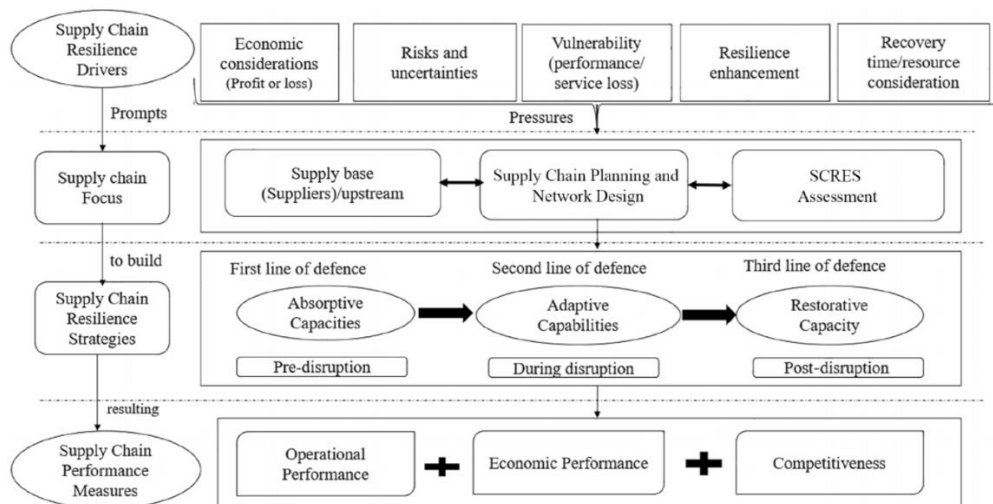 Supply Chain
Resilience
Drivers
Economic
considerations
(Profit or loss)
Risks and
uncertainties
Vulnerability
(performance/
service loss)
Resilience
enhancement
Recovery
time/resource
consideration
Prompts
Pressures
Supply chain
Focus
Supply base
(Suppliers)/upstream
Supply Chain Planning and
Network Design
SCRES
Assessment
to build
First line of defence
Second line of defence
Third line of defence
Supply Chain
Resilience
Strategies
Absorptive
Capacities
Adaptive
Capabilities
Restorative
Capacity
Pre-disruption
During disruption
Post-disruption
resulting
Supply Chain
Performance
Measures
Operational
Performance
Economic Performance
Competitiveness